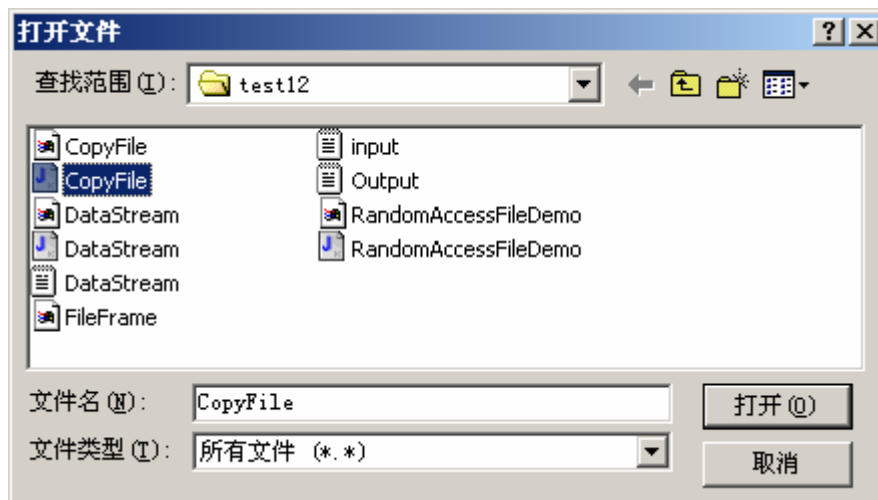 打开文件
查找范围(I): test12
CopyFile
CopyFile
DataStream
DataStream
DataStream
FileFrame
input
Output
RandomAccessFileDemo
RandomAccessFileDemo
文件名(N): CopyFile 打开(O)
文件类型(T): 所有文件 (*.*) 取消